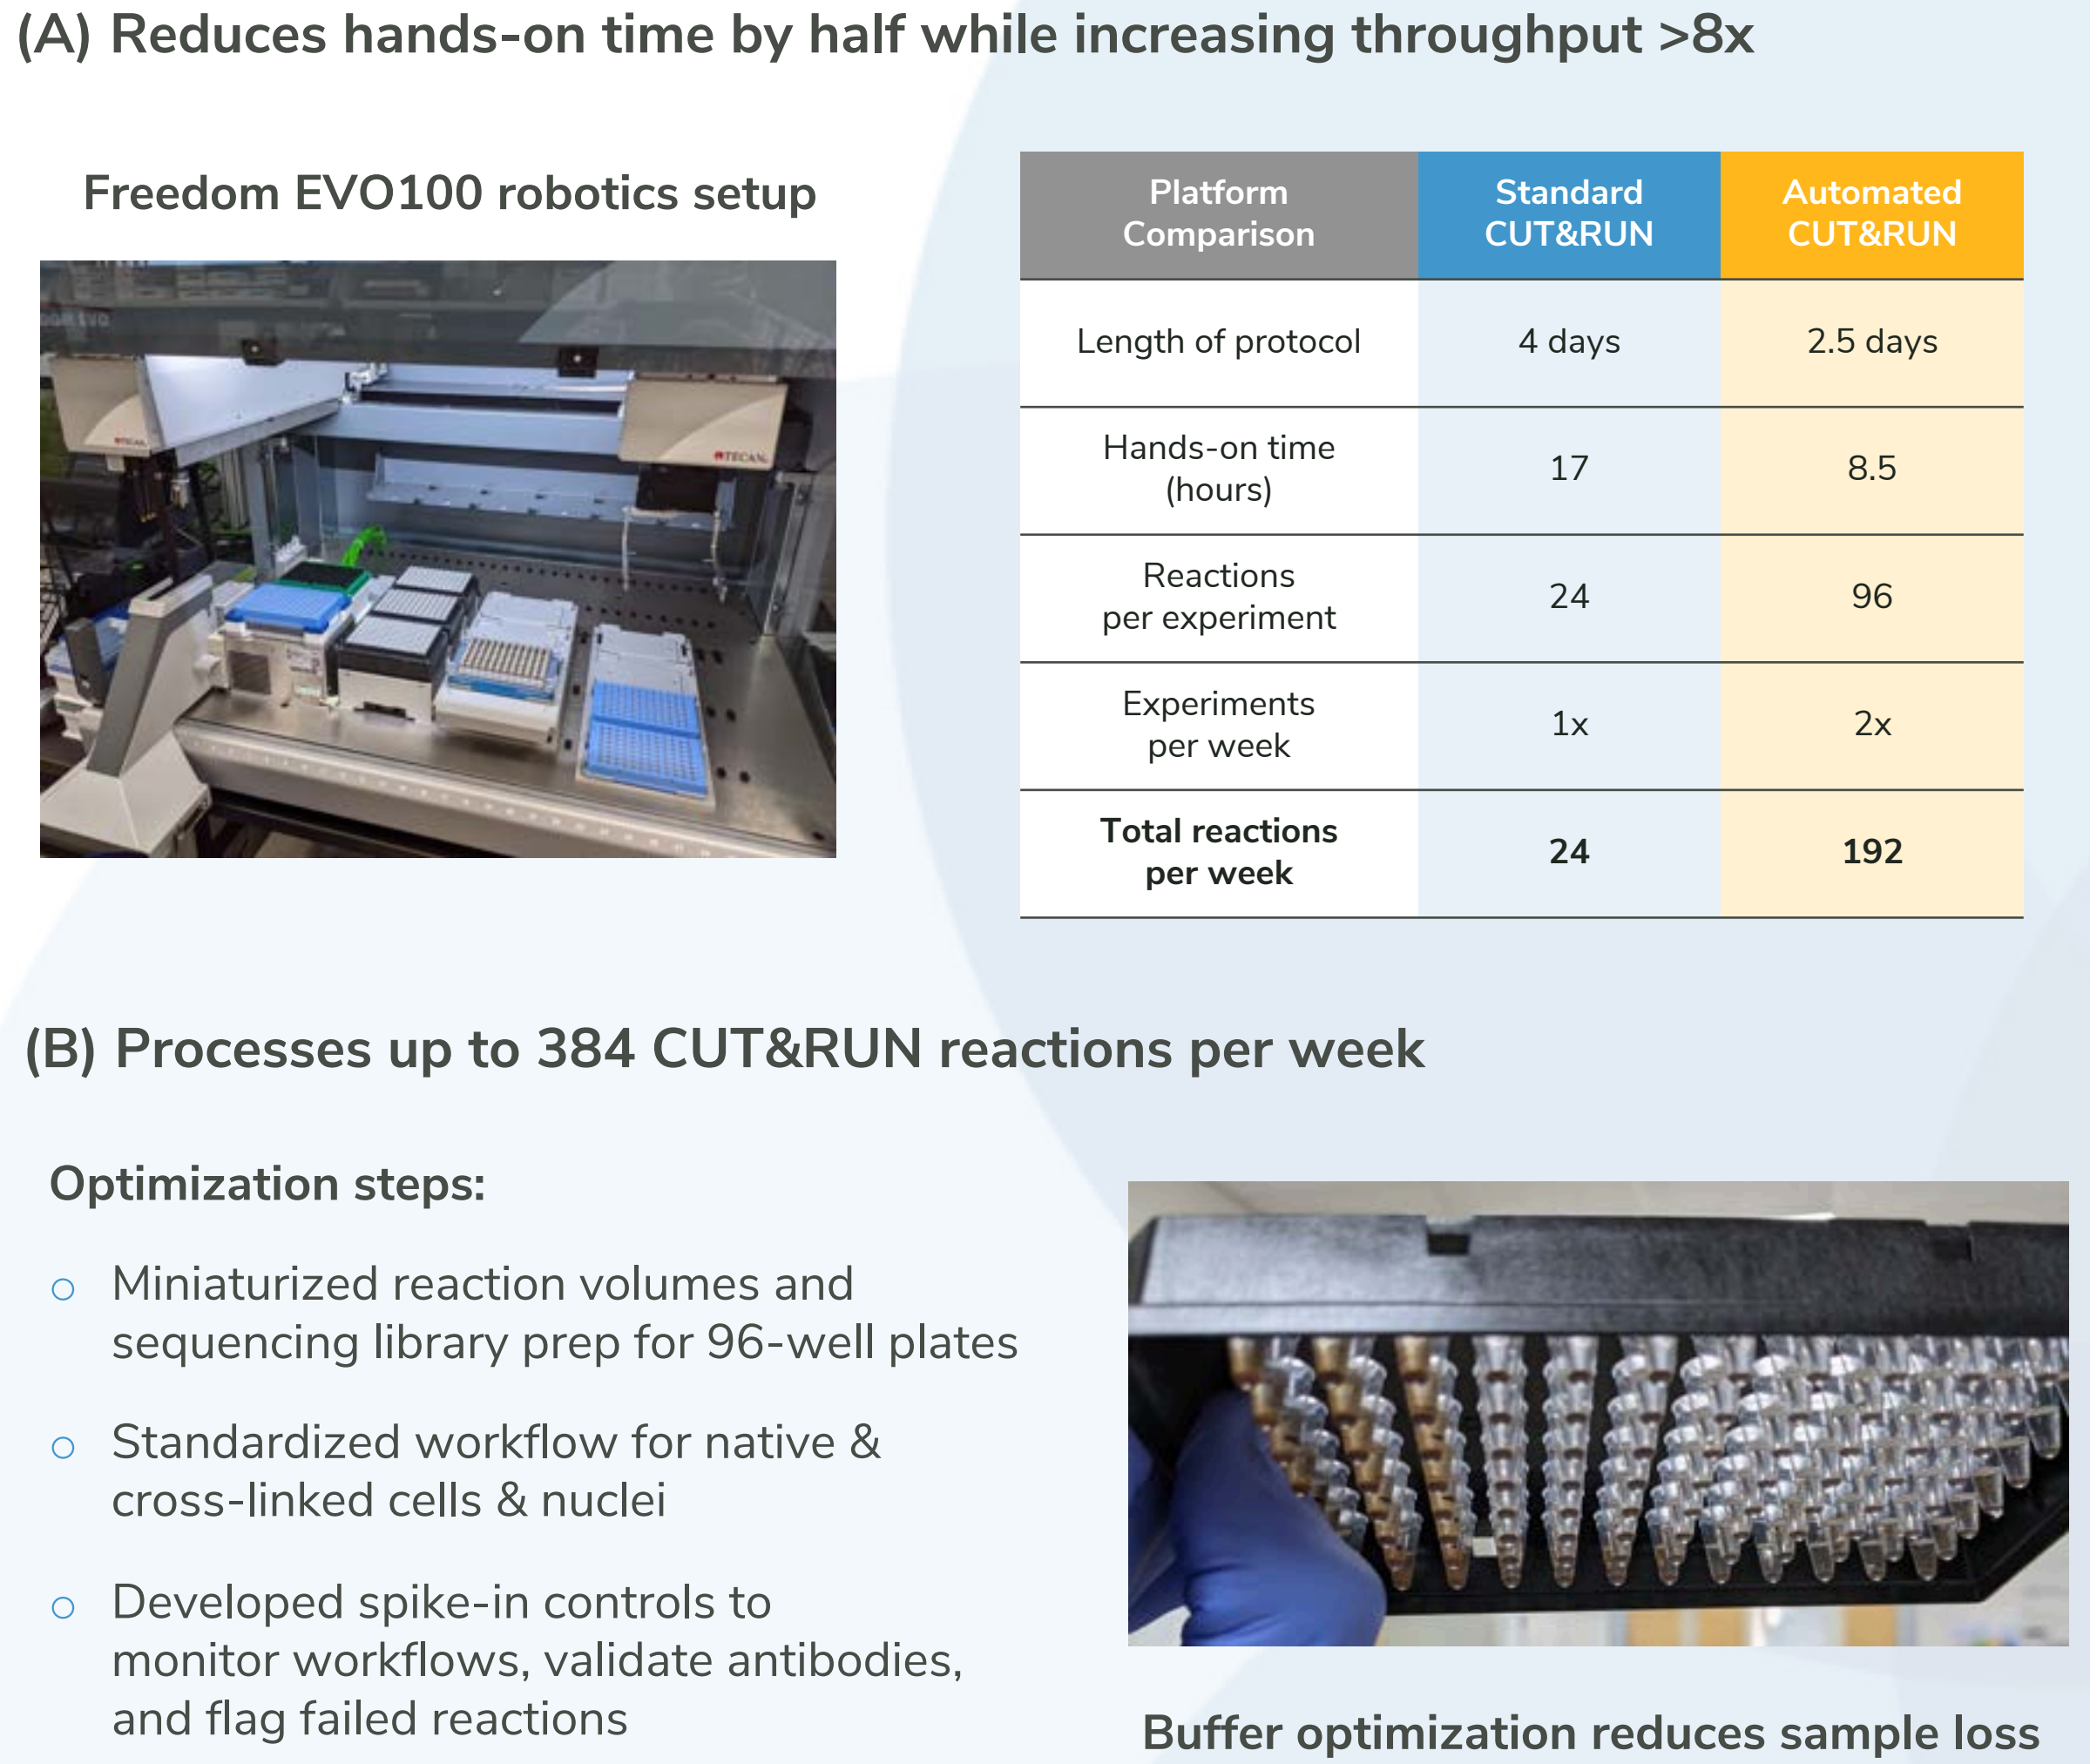 (A) Reduces hands-on time by half while increasing throughput >8x
Freedom EVO100 robotics setup
TECAN
TECAN
Platform
Comparison
Standard
CUT&RUN
Automated
CUT&RUN
Length of protocol
4 days
2.5 days
Hands-on time
(hours)
17
8.5
Reactions
per experiment
24
96
Experiments
per week
1x
2x
Total reactions
per week
24
192
(B) Processes up to 384 CUT&RUN reactions per week
Optimization steps:
Miniaturized reaction volumes and
sequencing library prep for 96-well plates
Standardized workflow for native &
cross-linked cells & nuclei
Developed spike-in controls to
monitor workflows, validate antibodies,
and flag failed reactions
Buffer optimization reduces sample loss